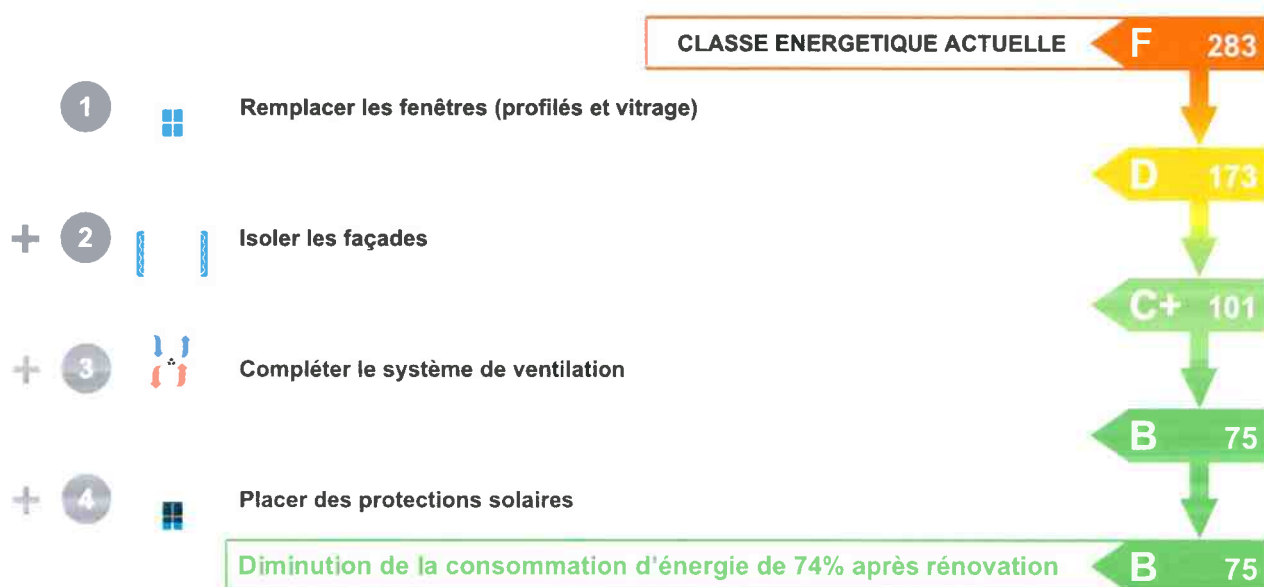 CLASSE ENERGETIQUE ACTUELLE F 283
1 Remplacer les fenêtres (profilés et vitrage)
D 173
+ 2 Isoler les façades
C+ 101
+ 3 Compléter le système de ventilation
B 75
+ 4 Placer des protections solaires
Diminution de la consommation d'énergie de 74% après rénovation B 75